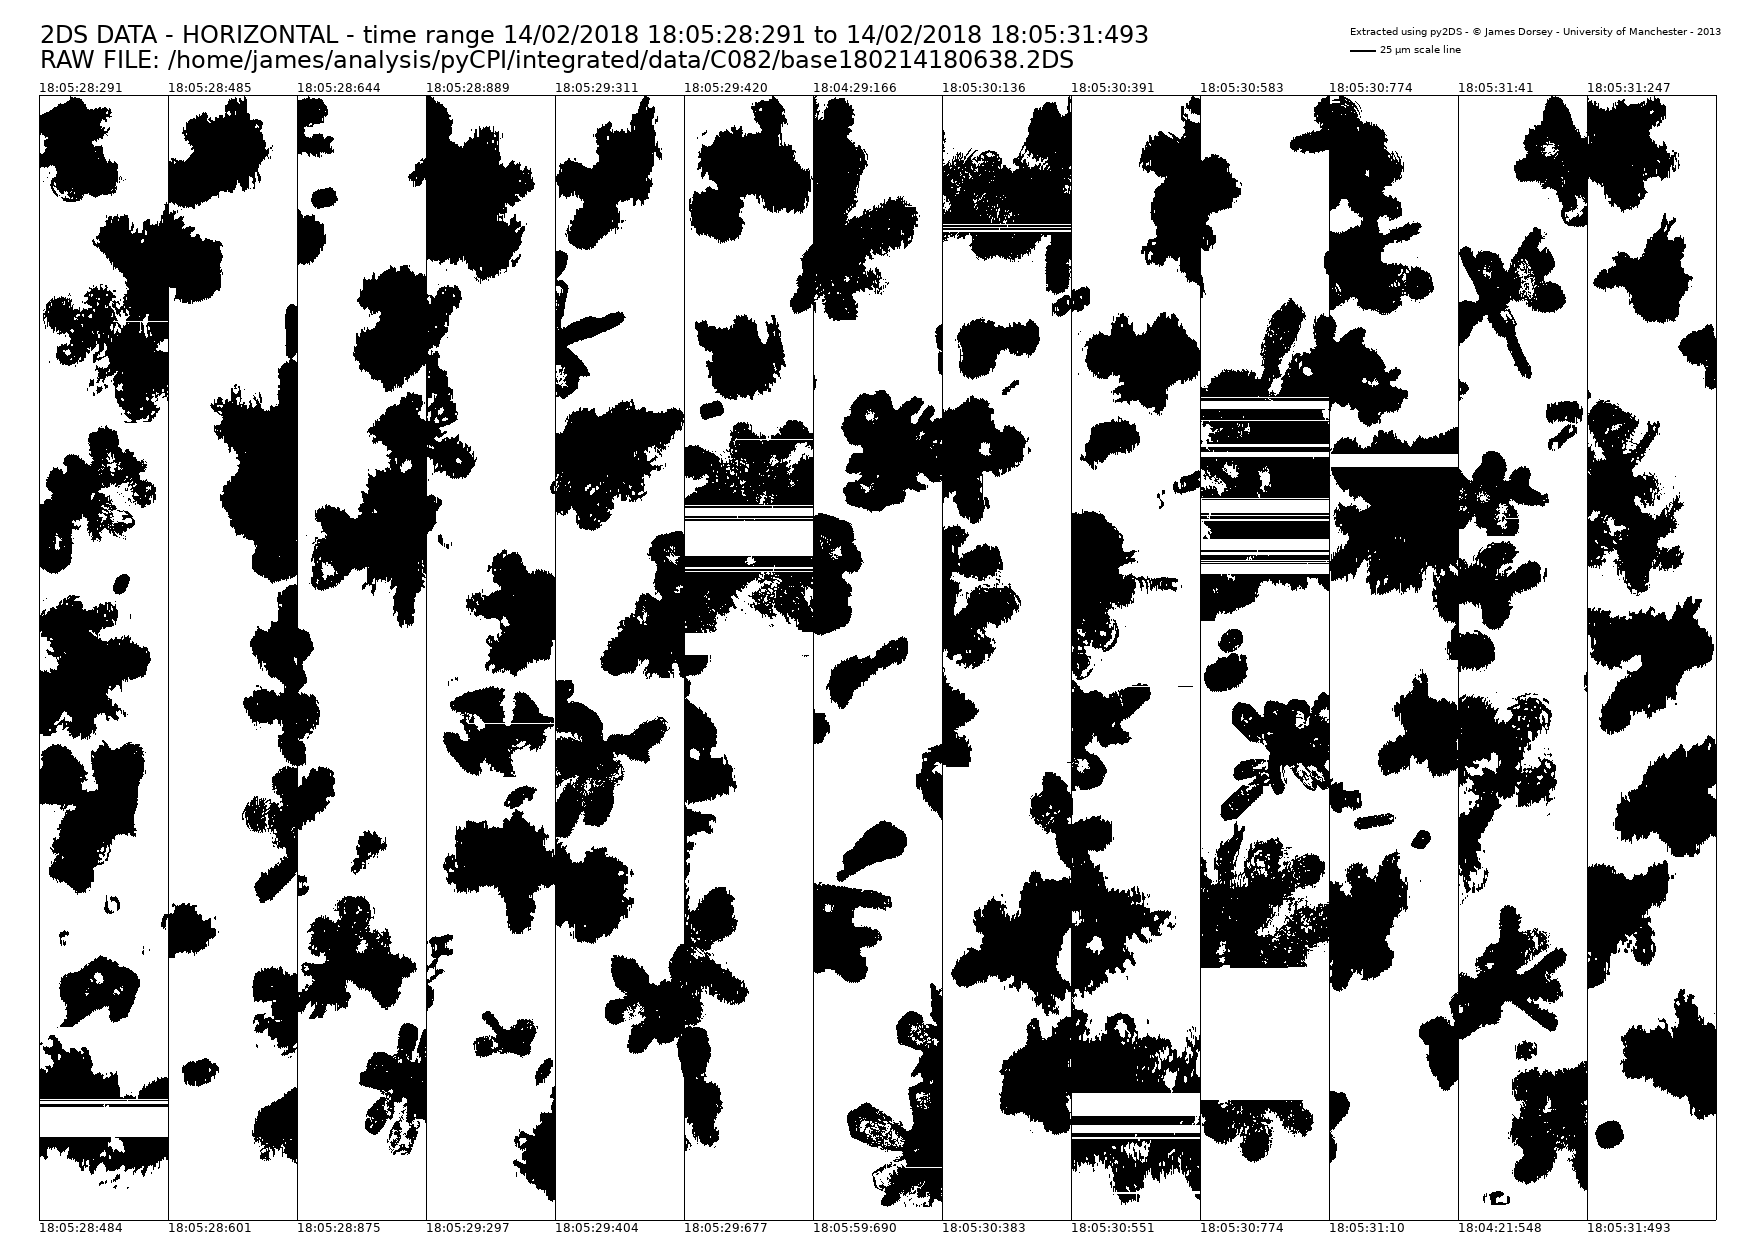 2DS DATA - HORIZONTAL - time range 14/02/2018 18:05:28:291 to 14/02/2018 18:05:31:493
RAW FILE: /home/james/analysis/pyCPI/integrated/data/C082/base180214180638.2DS
Extracted using py2DS - © James Dorsey - University of Manchester - 2013
25 µm scale line
18:05:28:291 18:05:28:485 18:05:28:644 18:05:28:889 18:05:29:311 18:05:29:420 18:04:29:166 18:05:30:136 18:05:30:391 18:05:30:583 18:05:30:774 18:05:31:41 18:05:31:247
18:05:28:484 18:05:28:601 18:05:28:875 18:05:29:297 18:05:29:404 18:05:29:677 18:05:59:690 18:05:30:383 18:05:30:551 18:05:30:774 18:05:31:10 18:04:21:548 18:05:31:493